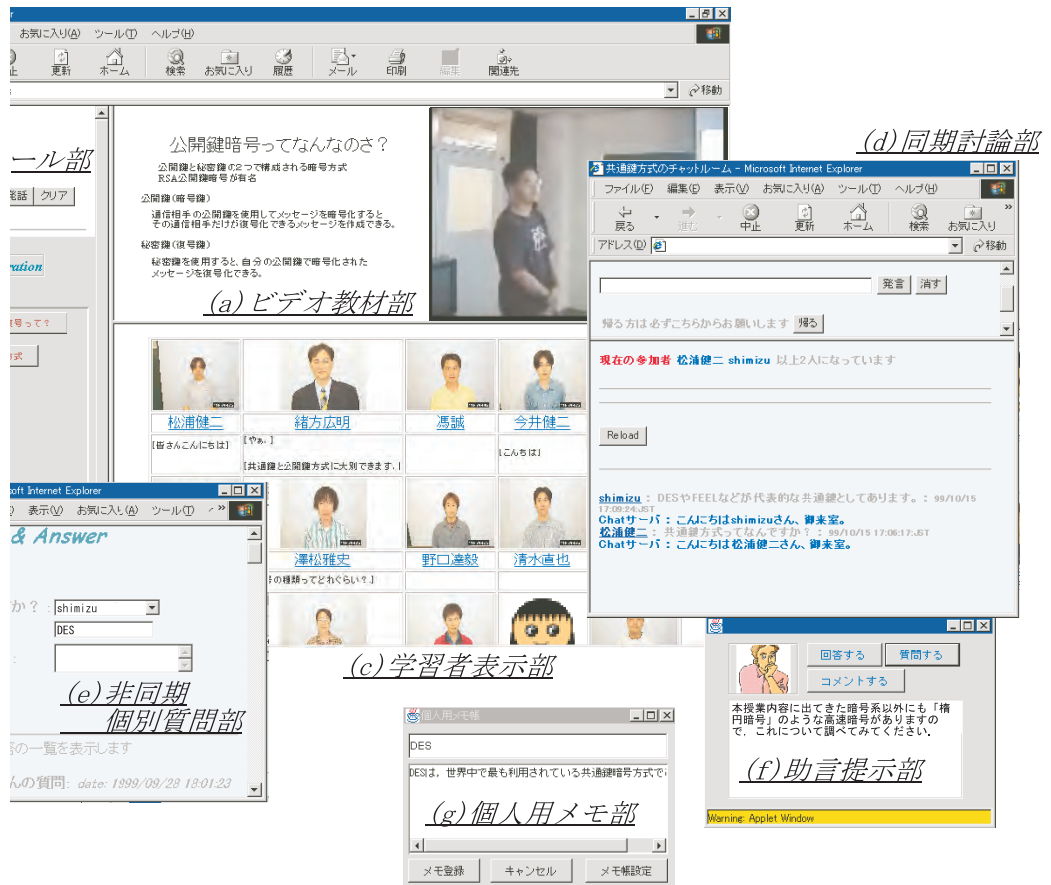 お気に入り(A) ツール(T) ヘルプ(H)
更新 ホーム 検索 お気に入り 履歴 メール 印刷 編集 関連先
移動
ール部
発話 クリア
ration
号って?
式
公開鍵暗号ってなんなのさ?
公開鍵と秘密鍵の2つで構成される暗号方式
RSA公開鍵暗号が有名
公開鍵(暗号鍵)
通信相手の公開鍵を使用してメッセージを暗号化すると
その通信相手だけが復号化できるメッセージを作成できる。
秘密鍵(復号鍵)
秘密鍵を使用すると、自分の公開鍵で暗号化された
メッセージを復号化できる。
(a)ビデオ教材部
松浦健二 緒方広明 馮誠 今井健二
[皆さんこんにちは]
[やぁ。]
[共通鍵と公開鍵方式に大別できます。]
[こんちは]
澤松雅史 野口達毅 清水直也
号の種類ってどれぐらい?]
(c)学習者表示部
(d)同期討論部
共通鍵方式のチャットルーム - Microsoft Internet Explorer
ファイル(F) 編集(E) 表示(V) お気に入り(A) ツール(T) ヘルプ(H)
戻る 進む 中止 更新 ホーム 検索 お気に入り
アドレス(D) 移動
発言 消す
帰る方は必ずこちらからお願いします 帰る
現在の参加者 松浦健二 shimizu 以上2人になっています
Reload
shimizu : DESやFEELなどが代表的な共通鍵としてあります。 : 99/10/15
17:09:24:JST
Chatサーバ : こんにちはshimizuさん、御来室。
松浦健二 : 共通鍵方式ってなんですか? : 99/10/15 17:06:17:JST
Chatサーバ : こんにちは松浦健二さん、御来室。
soft Internet Explorer
表示(V) お気に入り(A) ツール(T)
& Answer
か? : shimizu
DES
:
(e)非同期
個別質問部
の一覧を表示します
んの質問: date: 1999/09/28 18:01:23
個人用メモ帳
DES
DESは, 世界中で最も利用されている共通鍵暗号方式で
(g)個人用メモ部
メモ登録 キャンセル メモ帳設定
回答する 質問する
コメントする
本授業内容に出てきた暗号系以外にも「楕
円暗号」のような高速暗号がありますの
で, これについて調べてみてください.
(f)助言提示部
Warning: Applet Window